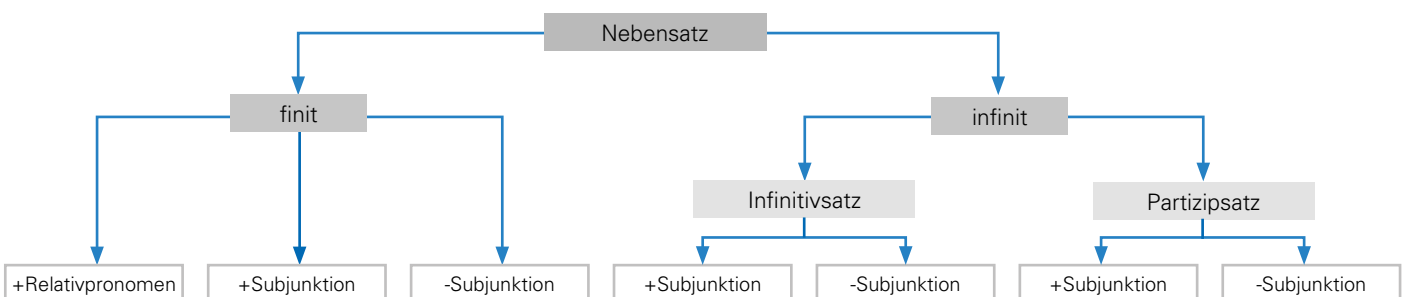 Nebensatz
finit
infinit
Infinitivsatz
Partizipsatz
+Relativpronomen
+Subjunktion
-Subjunktion
+Subjunktion
-Subjunktion
+Subjunktion
-Subjunktion